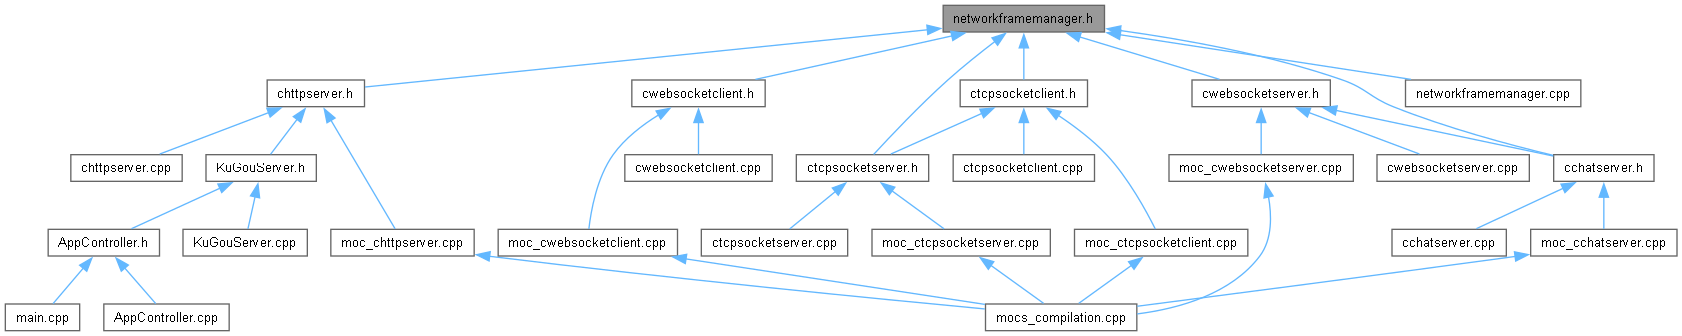 networkframemanager.h
chttpserver.h
cwebsocketclient.h
ctcpsocketclient.h
cwebsocketserver.h
networkframemanager.cpp
chttpserver.cpp
KuGouServer.h
cwebsocketclient.cpp
ctcpsocketserver.h
ctcpsocketclient.cpp
moc_cwebsocketserver.cpp
cwebsocketserver.cpp
cchatserver.h
AppController.h
KuGouServer.cpp
moc_chttpserver.cpp
moc_cwebsocketclient.cpp
ctcpsocketserver.cpp
moc_ctcpsocketserver.cpp
moc_ctcpsocketclient.cpp
cchatserver.cpp
moc_cchatserver.cpp
main.cpp
AppController.cpp
mocs_compilation.cpp